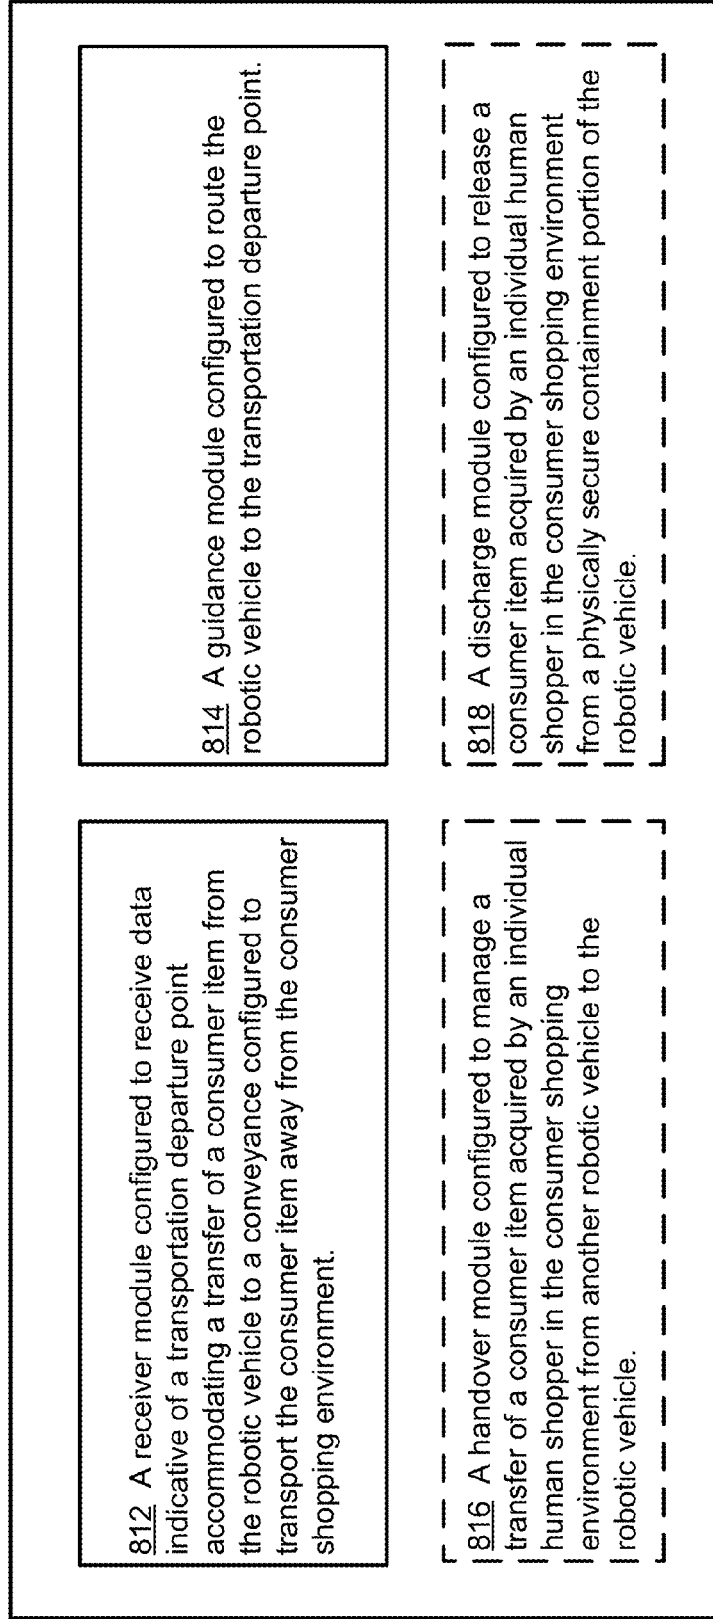 812 A receiver module configured to receive data
indicative of a transportation departure point
accommodating a transfer of a consumer item from
the robotic vehicle to a conveyance configured to
transport the consumer item away from the consumer
shopping environment.
814 A guidance module configured to route the
robotic vehicle to the transportation departure point.
816 A handover module configured to manage a
transfer of a consumer item acquired by an individual
human shopper in the consumer shopping
environment from another robotic vehicle to the
robotic vehicle.
818 A discharge module configured to release a
consumer item acquired by an individual human
shopper in the consumer shopping environment
from a physically secure containment portion of the
robotic vehicle.